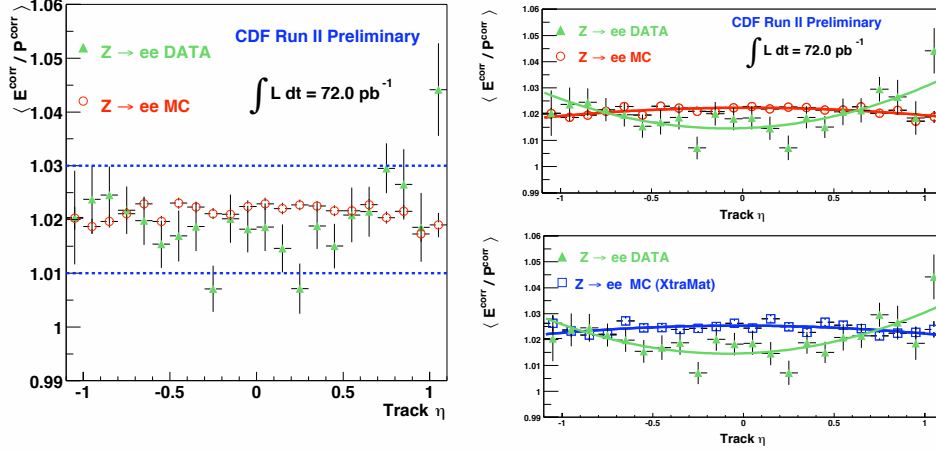 ⟨ E^corr / P^corr ⟩
1.06
1.05
1.04
1.03
1.02
1.01
1
0.99
CDF Run II Preliminary
Z → ee DATA
Z → ee MC
∫ L dt = 72.0 pb^-1
-1 -0.5 0 0.5 1
Track η
⟨ E^corr / P^corr ⟩
1.06
1.05
1.04
1.03
1.02
1.01
1
0.99
CDF Run II Preliminary
Z → ee DATA
Z → ee MC
∫ L dt = 72.0 pb^-1
-1 -0.5 0 0.5 1
Track η
⟨ E^corr / P^corr ⟩
1.06
1.05
1.04
1.03
1.02
1.01
1
0.99
Z → ee DATA
Z → ee MC (XtraMat)
-1 -0.5 0 0.5 1
Track η